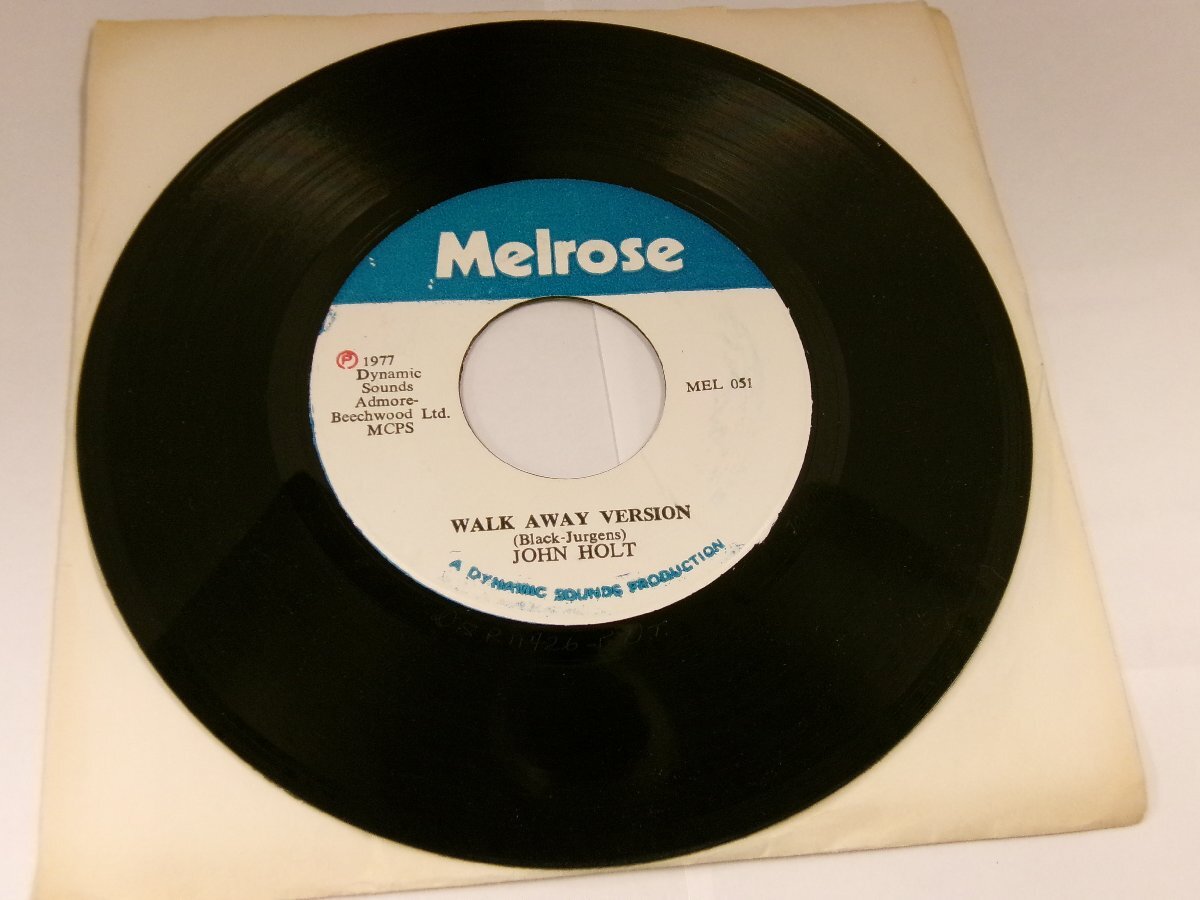 Melrose
℗ 1977
Dynamic
Sounds
Admore-
Beechwood Ltd.
MCPS
MEL 051
WALK AWAY VERSION
(Black-Jurgens)
JOHN HOLT
A DYNAMIC SOUNDS PRODUCTION